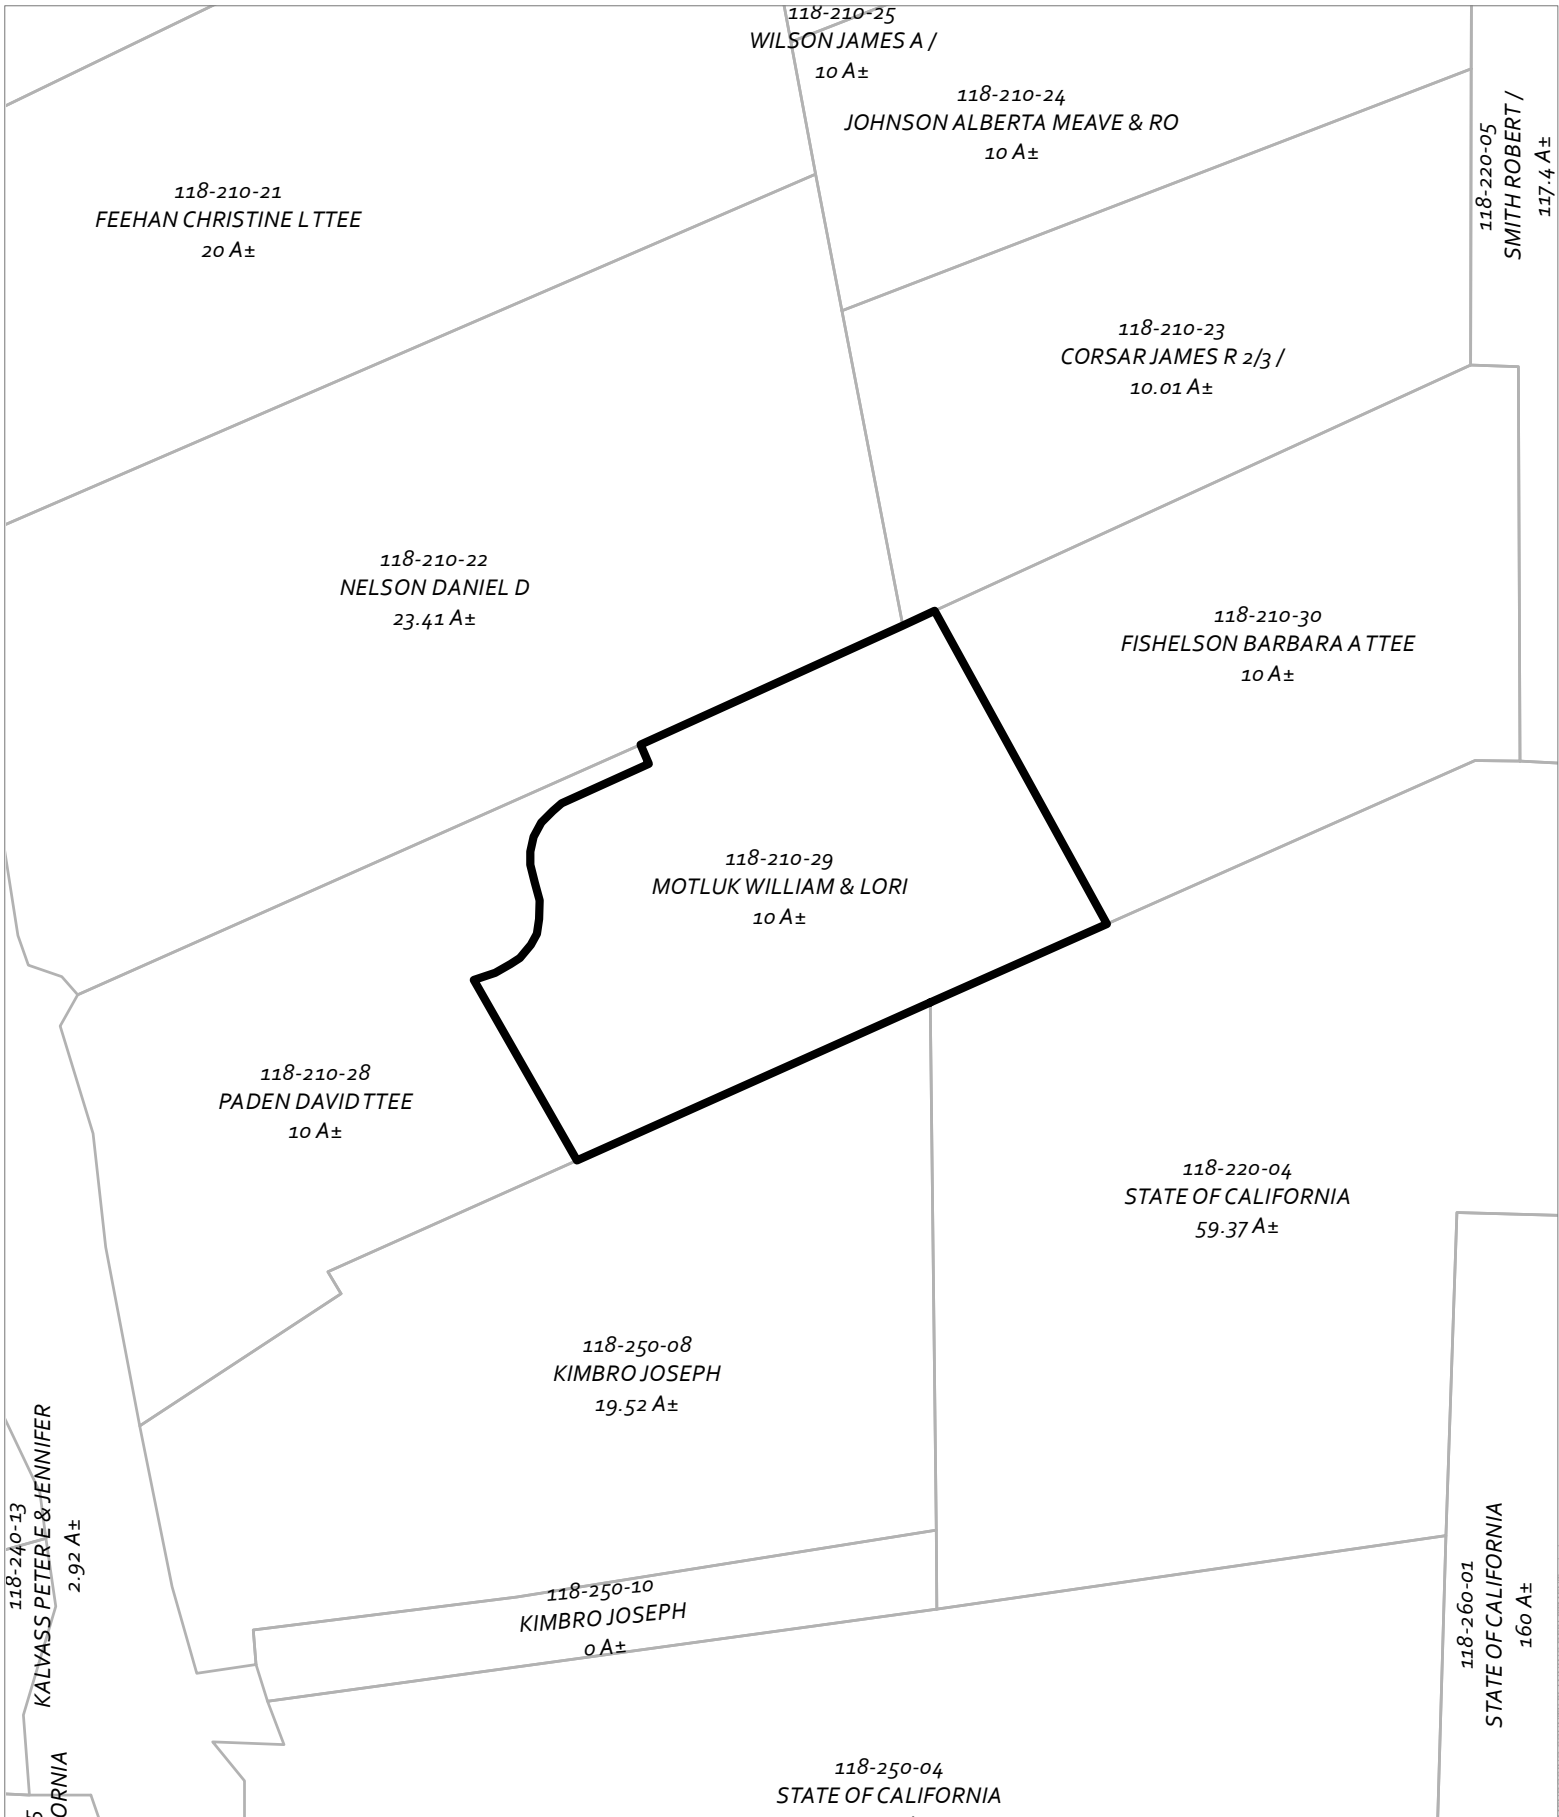 118-210-25
WILSON JAMES A /
10 A±
118-210-24
JOHNSON ALBERTA MEAVE & RO
10 A±
118-220-05
SMITH ROBERT /
117.4 A±
118-210-21
FEEHAN CHRISTINE L TTEE
20 A±
118-210-23
CORSAR JAMES R 2/3 /
10.01 A±
118-210-22
NELSON DANIEL D
23.41 A±
118-210-30
FISHELSON BARBARA A TTEE
10 A±
118-210-29
MOTLUK WILLIAM & LORI
10 A±
118-210-28
PADEN DAVID TTEE
10 A±
118-220-04
STATE OF CALIFORNIA
59.37 A±
118-250-08
KIMBRO JOSEPH
19.52 A±
118-240-13
KALVASS PETER E & JENNIFER
2.92 A±
118-250-10
KIMBRO JOSEPH
0 A±
118-260-01
STATE OF CALIFORNIA
160 A±
118-250-04
STATE OF CALIFORNIA
ORNIA